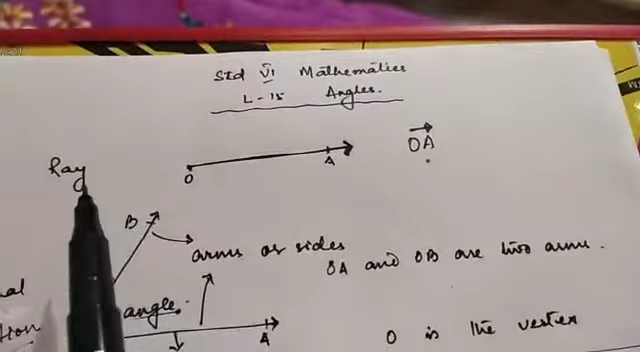 Std VI Mathematics
L-15 Angles.
Ray
O A
OA
B
arms or sides
OA and OB are two arms.
angle.
A
O is the vertex